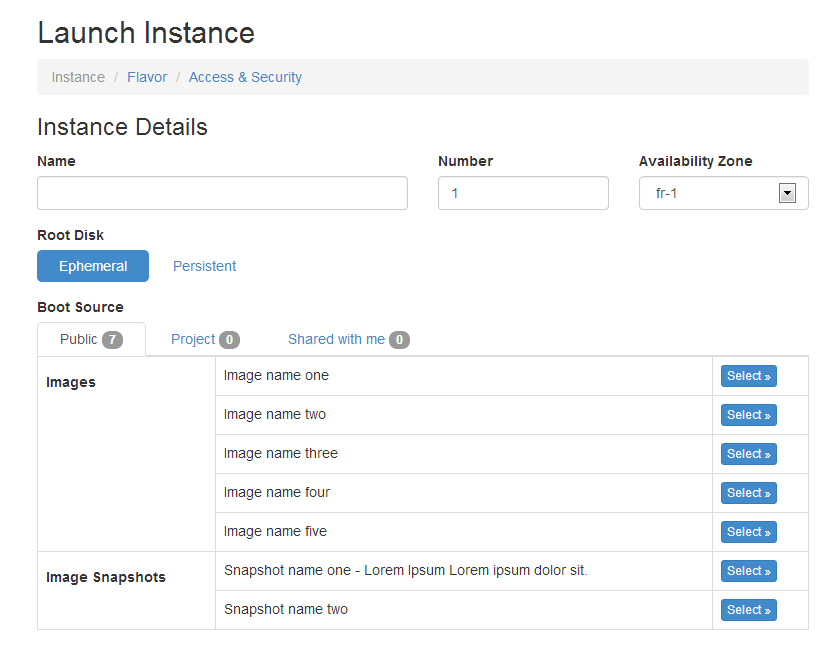 Launch Instance
Instance / Flavor / Access & Security
Instance Details
Name Number Availability Zone
1 fr-1
Root Disk
Ephemeral Persistent
Boot Source
Public 7 Project 0 Shared with me 0
Images Image name one Select »
Image name two Select »
Image name three Select »
Image name four Select »
Image name five Select »
Image Snapshots Snapshot name one - Lorem Ipsum Lorem ipsum dolor sit. Select »
Snapshot name two Select »